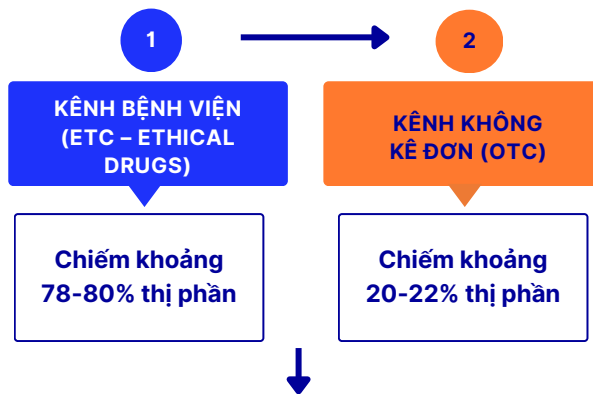 1
2
KÊNH BỆNH VIỆN
(ETC – ETHICAL
DRUGS)
KÊNH KHÔNG
KÊ ĐƠN (OTC)
Chiếm khoảng
78-80% thị phần
Chiếm khoảng
20-22% thị phần